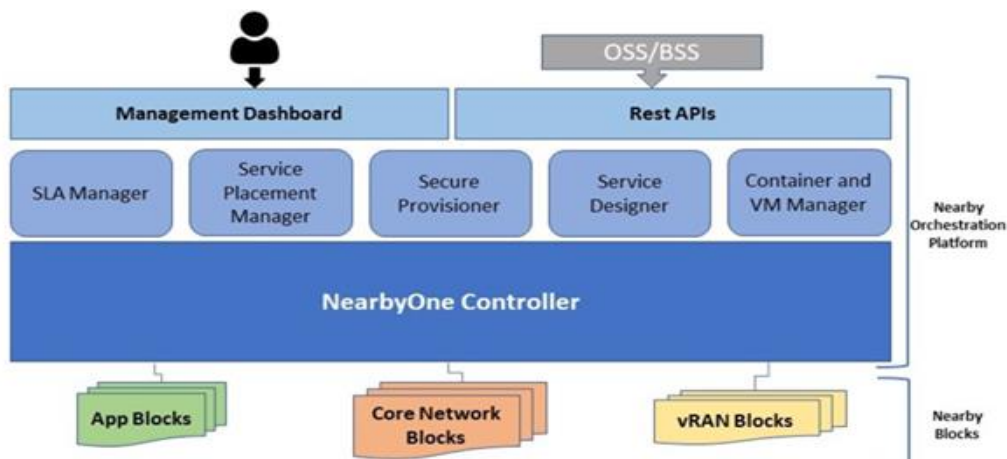 OSS/BSS
Management Dashboard
Rest APIs
SLA Manager
Service
Placement
Manager
Secure
Provisioner
Service
Designer
Container and
VM Manager
Nearby
Orchestration
Platform
NearbyOne Controller
App Blocks
Core Network
Blocks
vRAN Blocks
Nearby
Blocks